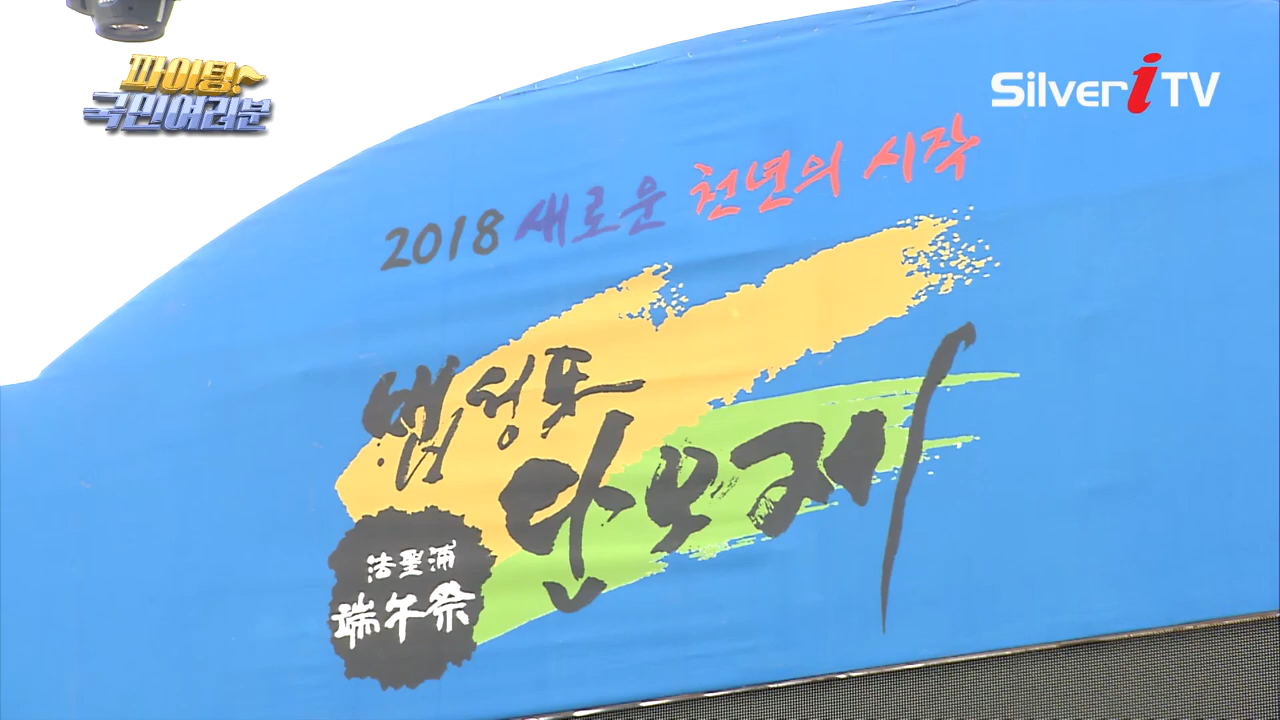 파이팅!
국민여러분
Silver i TV
2018 새로운 천년의 시작
법성포
단오제
法聖浦
端午祭